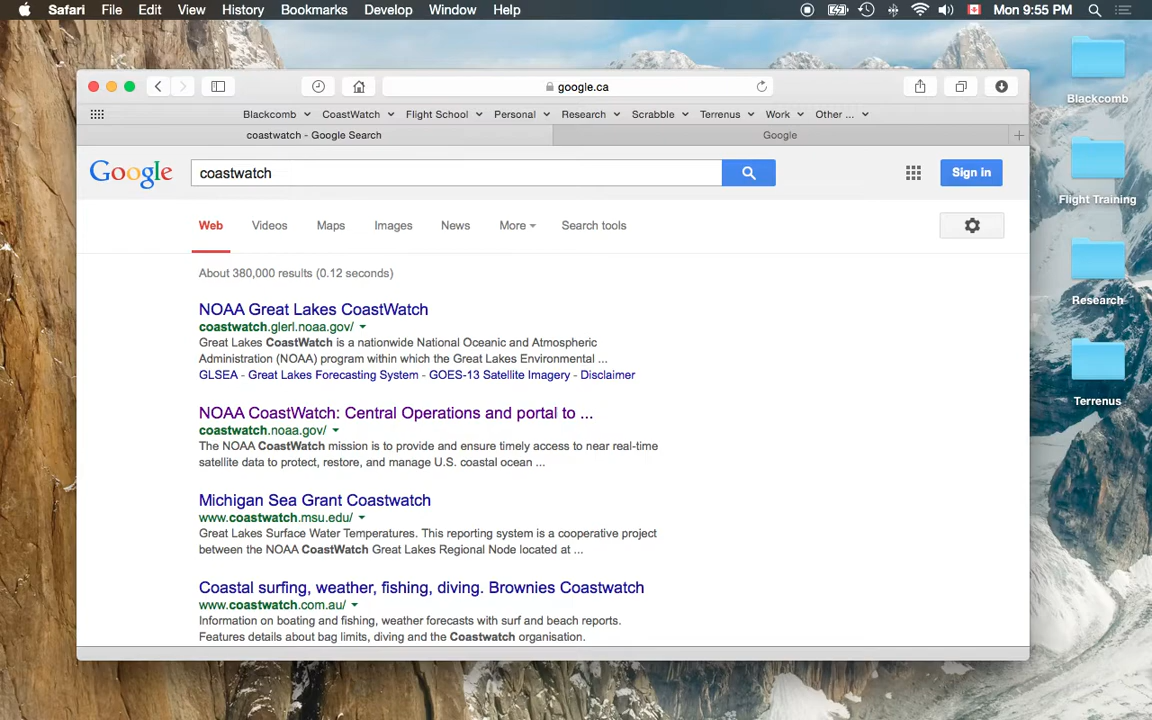 Safari File Edit View History Bookmarks Develop Window Help Mon 9:55 PM
google.ca
Blackcomb CoastWatch Flight School Personal Research Scrabble Terrenus Work Other ...
coastwatch - Google Search Google
Google coastwatch Sign in
Web Videos Maps Images News More Search tools
About 380,000 results (0.12 seconds)
NOAA Great Lakes CoastWatch
coastwatch.glerl.noaa.gov/
Great Lakes CoastWatch is a nationwide National Oceanic and Atmospheric
Administration (NOAA) program within which the Great Lakes Environmental ...
GLSEA - Great Lakes Forecasting System - GOES-13 Satellite Imagery - Disclaimer
NOAA CoastWatch: Central Operations and portal to ...
coastwatch.noaa.gov/
The NOAA CoastWatch mission is to provide and ensure timely access to near real-time
satellite data to protect, restore, and manage U.S. coastal ocean ...
Michigan Sea Grant Coastwatch
www.coastwatch.msu.edu/
Great Lakes Surface Water Temperatures. This reporting system is a cooperative project
between the NOAA CoastWatch Great Lakes Regional Node located at ...
Coastal surfing, weather, fishing, diving. Brownies Coastwatch
www.coastwatch.com.au/
Information on boating and fishing, weather forecasts with surf and beach reports.
Features details about bag limits, diving and the Coastwatch organisation.
Blackcomb
Flight Training
Research
Terrenus